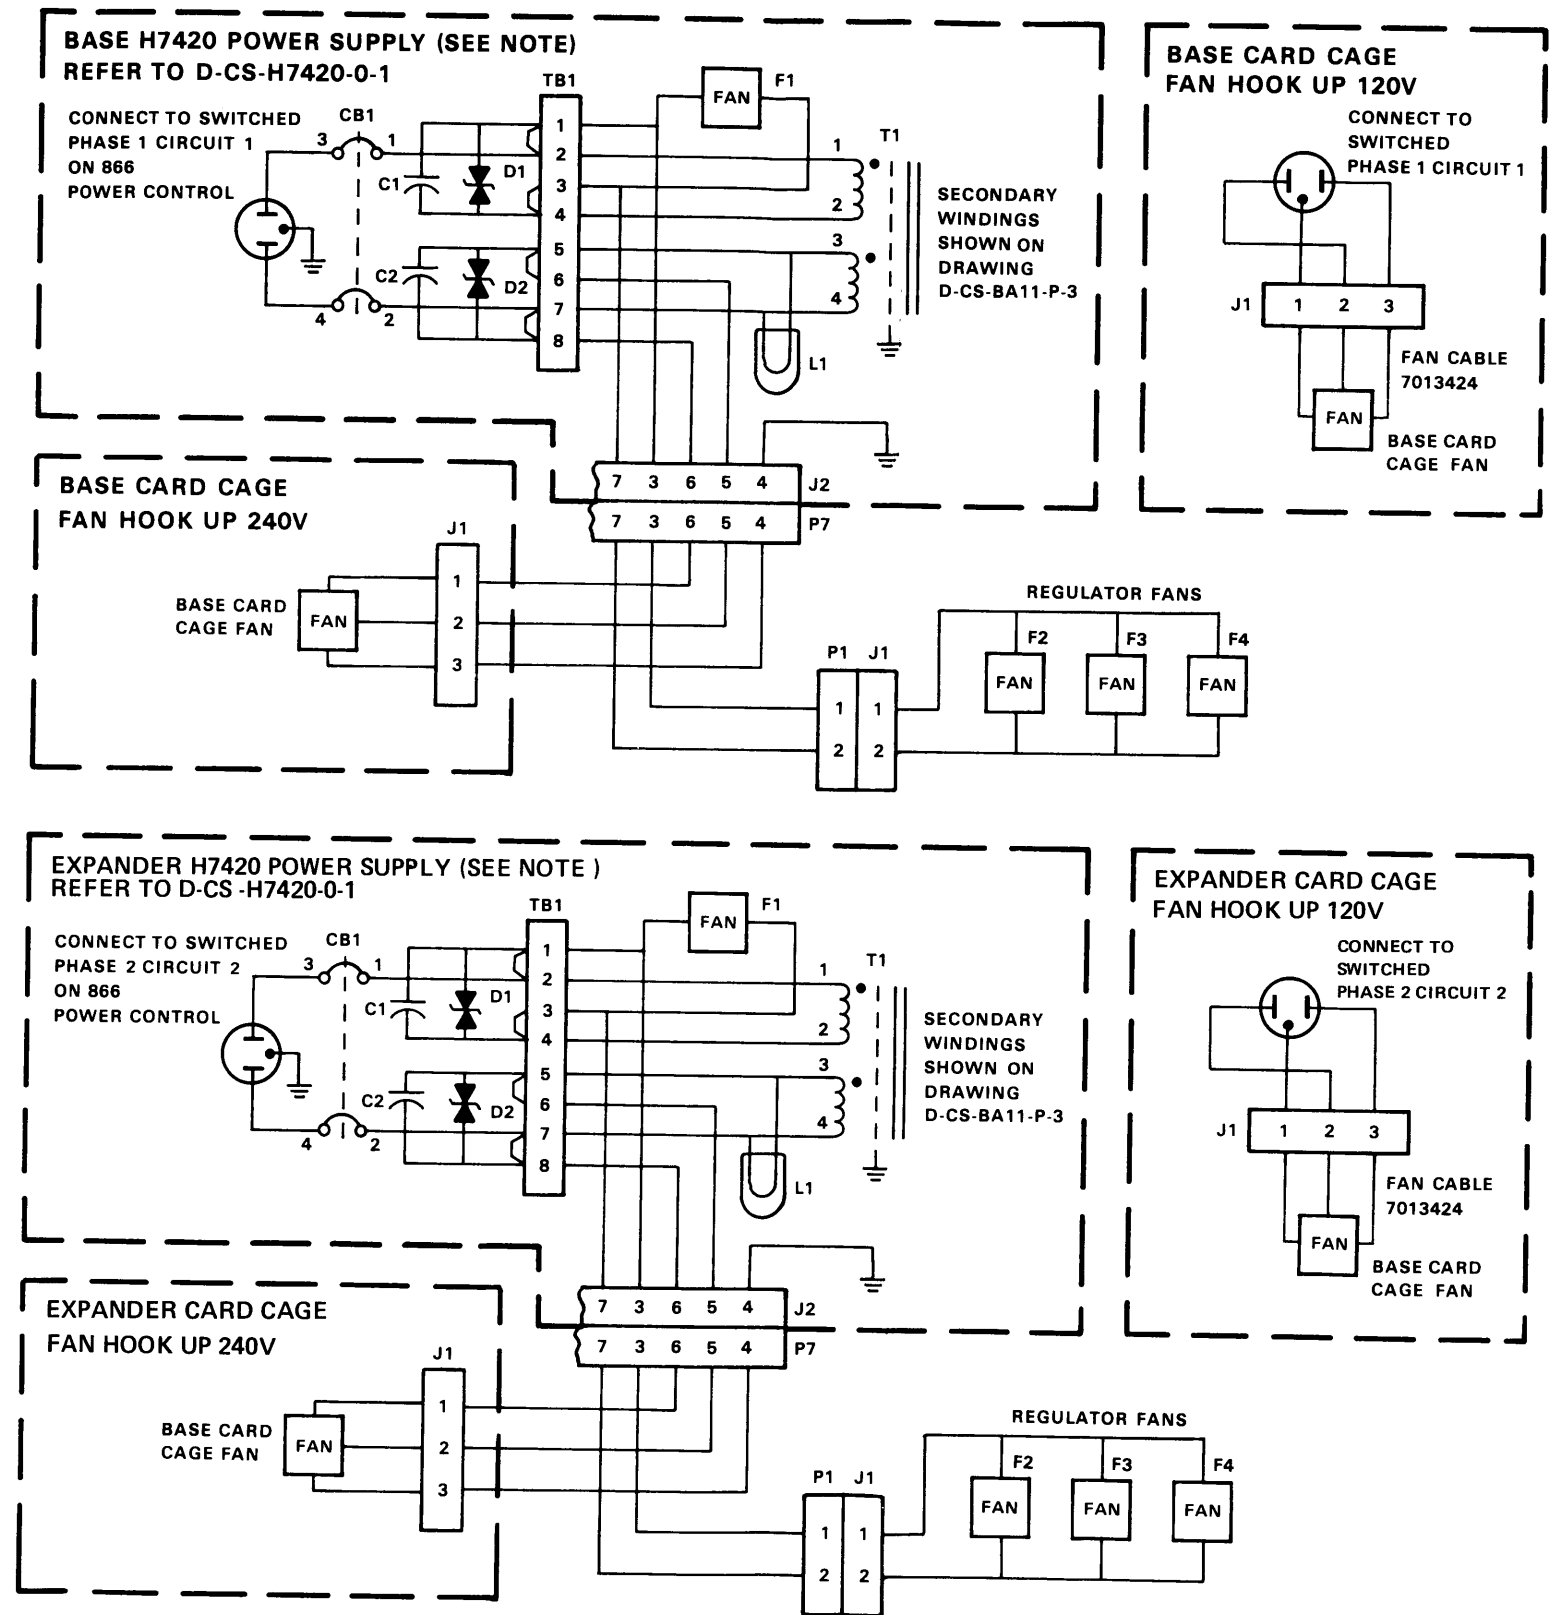 BASE H7420 POWER SUPPLY (SEE NOTE)
REFER TO D-CS-H7420-0-1
CONNECT TO SWITCHED
PHASE 1 CIRCUIT 1
ON 866
POWER CONTROL
CB1
3
1
4
2
C1
D1
C2
D2
TB1
1
2
3
4
5
6
7
8
FAN
F1
T1
1
2
3
4
L1
SECONDARY
WINDINGS
SHOWN ON
DRAWING
D-CS-BA11-P-3
7 3 6 5 4
J2
7 3 6 5 4
P7
BASE CARD CAGE
FAN HOOK UP 120V
CONNECT TO
SWITCHED
PHASE 1 CIRCUIT 1
J1
1 2 3
FAN CABLE
7013424
FAN
BASE CARD
CAGE FAN
BASE CARD CAGE
FAN HOOK UP 240V
J1
1
2
3
BASE CARD
CAGE FAN
FAN
P1 J1
1 1
2 2
REGULATOR FANS
F2
FAN
F3
FAN
F4
FAN
EXPANDER H7420 POWER SUPPLY (SEE NOTE )
REFER TO D-CS -H7420-0-1
CONNECT TO SWITCHED
PHASE 2 CIRCUIT 2
ON 866
POWER CONTROL
CB1
3
1
4
2
C1
D1
C2
D2
TB1
1
2
3
4
5
6
7
8
FAN
F1
T1
1
2
3
4
L1
SECONDARY
WINDINGS
SHOWN ON
DRAWING
D-CS-BA11-P-3
7 3 6 5 4
J2
7 3 6 5 4
P7
EXPANDER CARD CAGE
FAN HOOK UP 120V
CONNECT TO
SWITCHED
PHASE 2 CIRCUIT 2
J1
1 2 3
FAN CABLE
7013424
FAN
BASE CARD
CAGE FAN
EXPANDER CARD CAGE
FAN HOOK UP 240V
J1
1
2
3
BASE CARD
CAGE FAN
FAN
P1 J1
1 1
2 2
REGULATOR FANS
F2
FAN
F3
FAN
F4
FAN